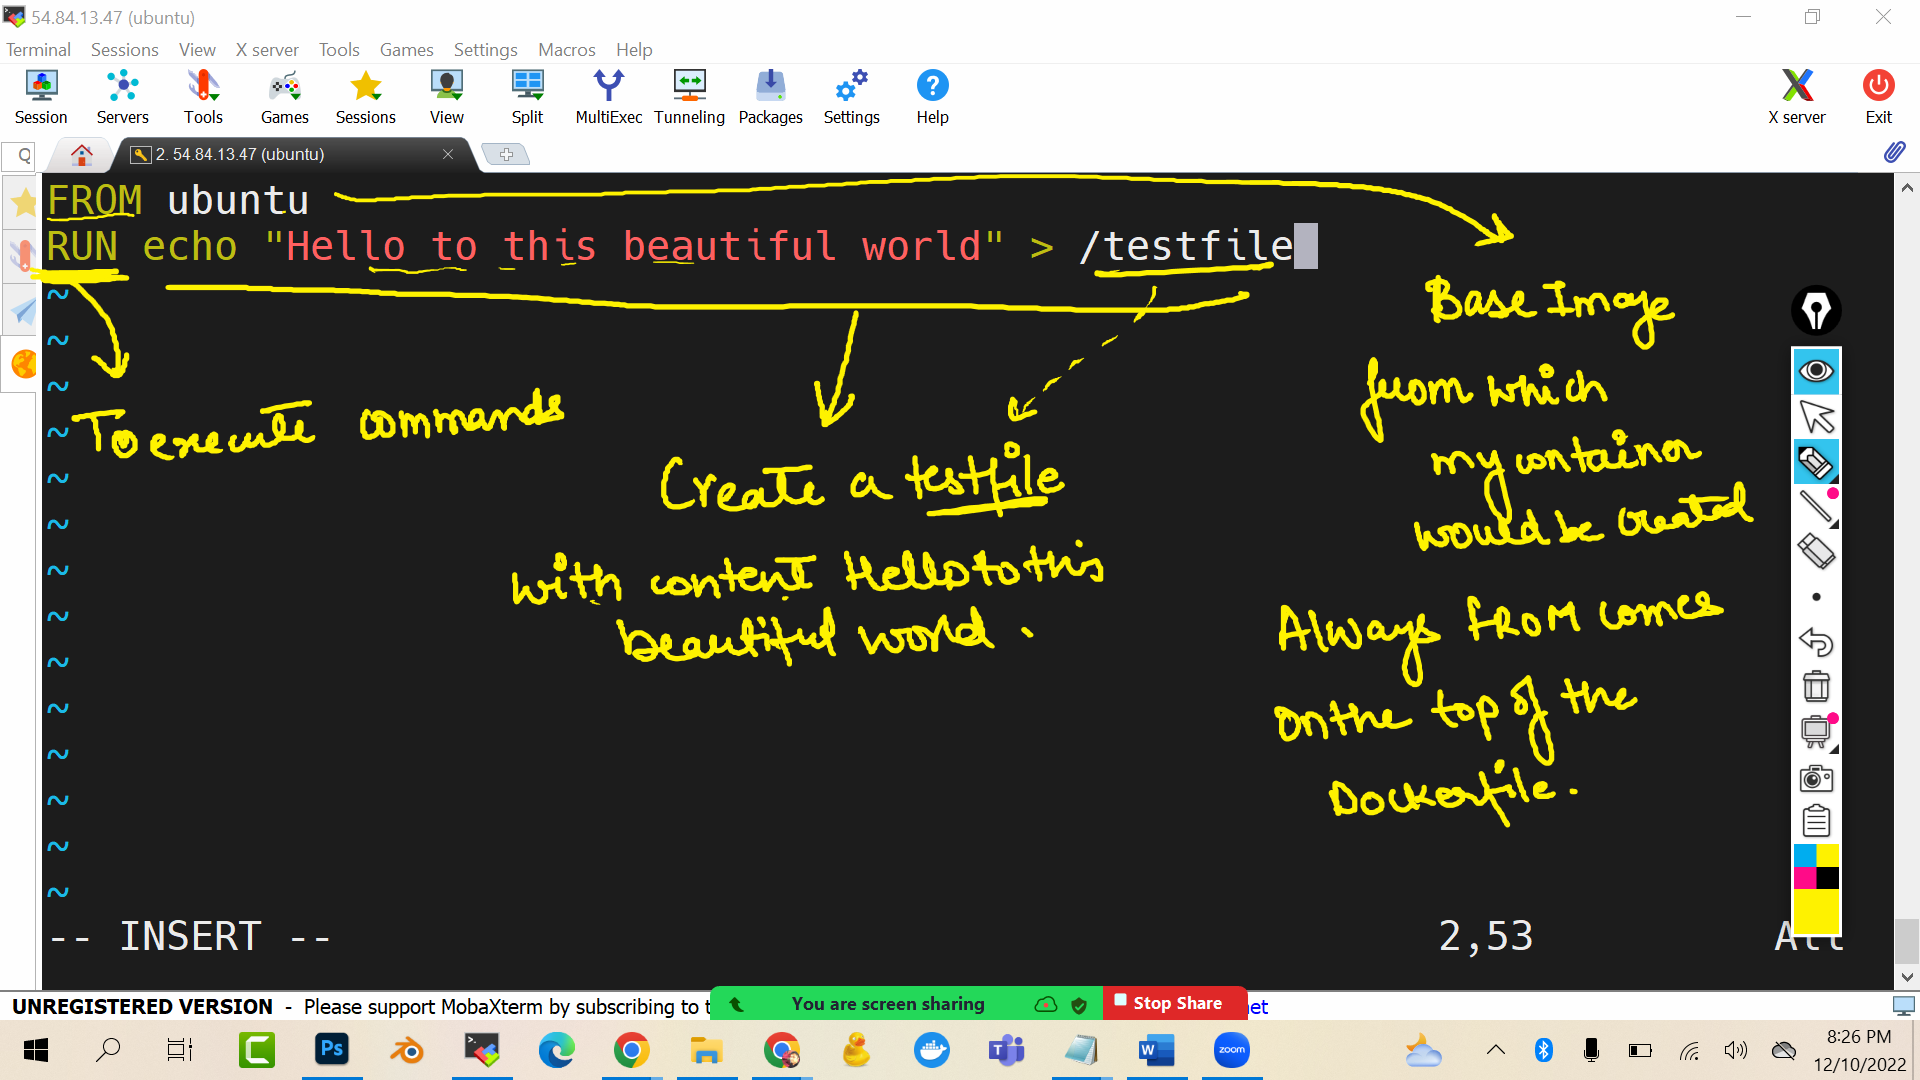 54.84.13.47 (ubuntu)
Terminal Sessions View X server Tools Games Settings Macros Help
Session Servers Tools Games Sessions View Split MultiExec Tunneling Packages Settings Help X server Exit
2. 54.84.13.47 (ubuntu)
FROM ubuntu
RUN echo "Hello to this beautiful world" > /testfile
~
~
~
~
~
~
~
~
~
~
~
~
~
~
To execute commands
Create a testfile
with content Hello to this
beautiful world.
Base Image
from which
my container
would be created
Always FROM comes
on the top of the
Dockerfile.
-- INSERT -- 2,53 All
UNREGISTERED VERSION - Please support MobaXterm by subscribing to t
You are screen sharing Stop Share
et
Ps
W
zoom
8:26 PM
12/10/2022